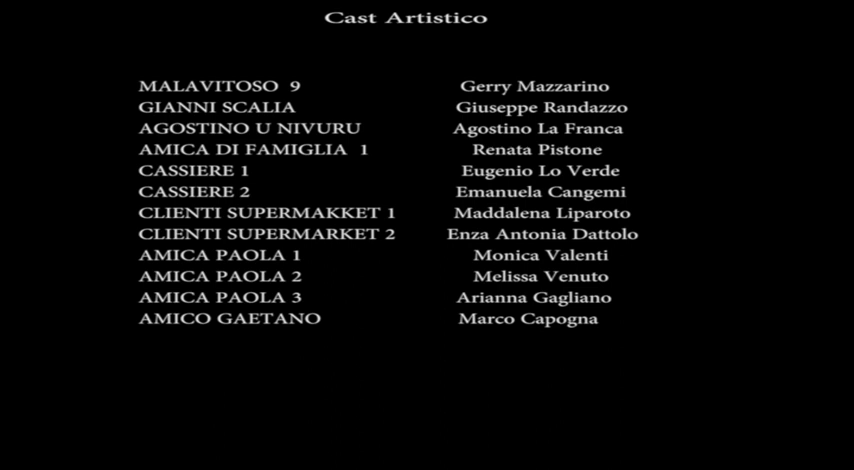 Cast Artistico
MALAVITOSO 9 Gerry Mazzarino
GIANNI SCALIA Giuseppe Randazzo
AGOSTINO U NIVURU Agostino La Franca
AMICA DI FAMIGLIA 1 Renata Pistone
CASSIERE 1 Eugenio Lo Verde
CASSIERE 2 Emanuela Cangemi
CLIENTI SUPERMAKKET 1 Maddalena Liparoto
CLIENTI SUPERMARKET 2 Enza Antonia Dattolo
AMICA PAOLA 1 Monica Valenti
AMICA PAOLA 2 Melissa Venuto
AMICA PAOLA 3 Arianna Gagliano
AMICO GAETANO Marco Capogna